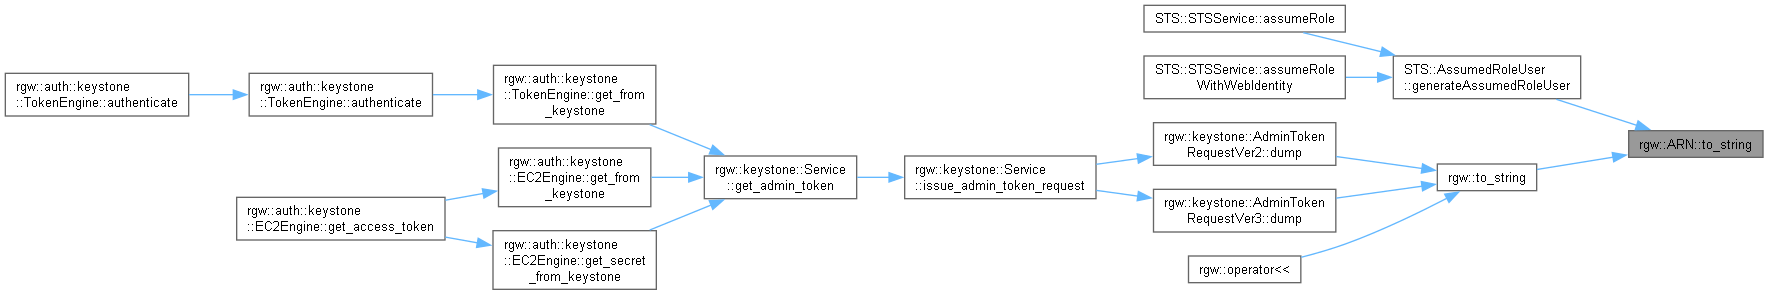 STS::STSService::assumeRole
STS::STSService::assumeRole
WithWebIdentity
STS::AssumedRoleUser
::generateAssumedRoleUser
rgw::auth::keystone
::TokenEngine::authenticate
rgw::auth::keystone
::TokenEngine::authenticate
rgw::auth::keystone
::TokenEngine::get_from
_keystone
rgw::keystone::AdminToken
RequestVer2::dump
rgw::ARN::to_string
rgw::auth::keystone
::EC2Engine::get_from
_keystone
rgw::keystone::Service
::get_admin_token
rgw::keystone::Service
::issue_admin_token_request
rgw::to_string
rgw::auth::keystone
::EC2Engine::get_access_token
rgw::keystone::AdminToken
RequestVer3::dump
rgw::auth::keystone
::EC2Engine::get_secret
_from_keystone
rgw::operator<<